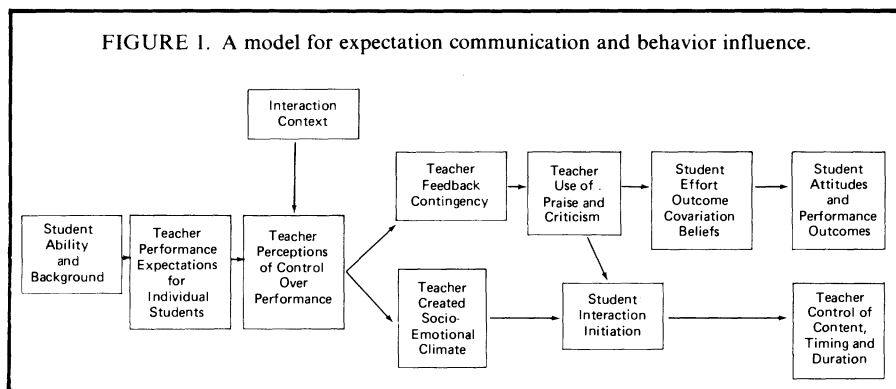 FIGURE 1. A model for expectation communication and behavior influence.
Interaction
Context
Student
Ability
and
Background
Teacher
Performance
Expectations
for
Individual
Students
Teacher
Perceptions
of Control
Over
Performance
Teacher
Feedback
Contingency
Teacher
Use of .
Praise and
Criticism
Student
Effort
Outcome
Covariation
Beliefs
Student
Attitudes
and
Performance
Outcomes
Teacher
Created
Socio-
Emotional
Climate
Student
Interaction
Initiation
Teacher
Control of
Content,
Timing and
Duration